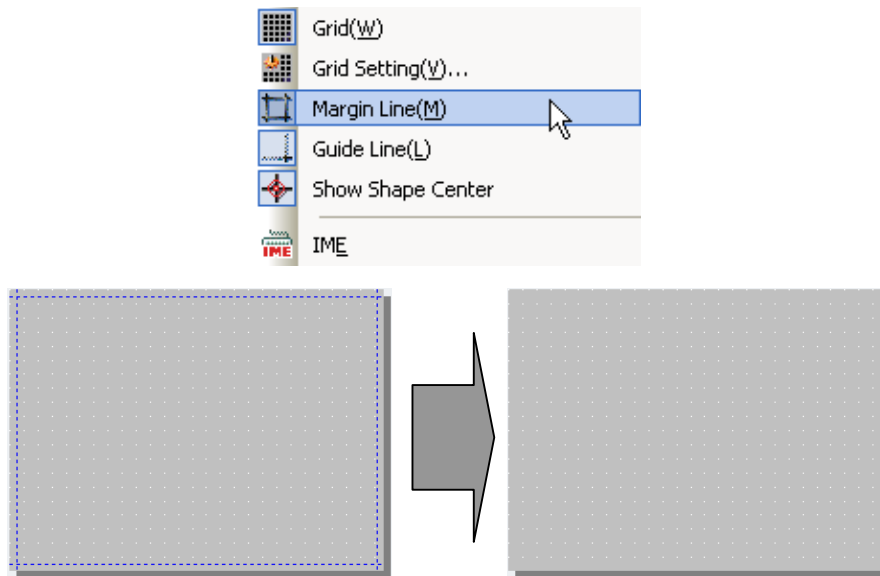 Grid(W)
Grid Setting(V)...
Margin Line(M)
Guide Line(L)
Show Shape Center
IME IME